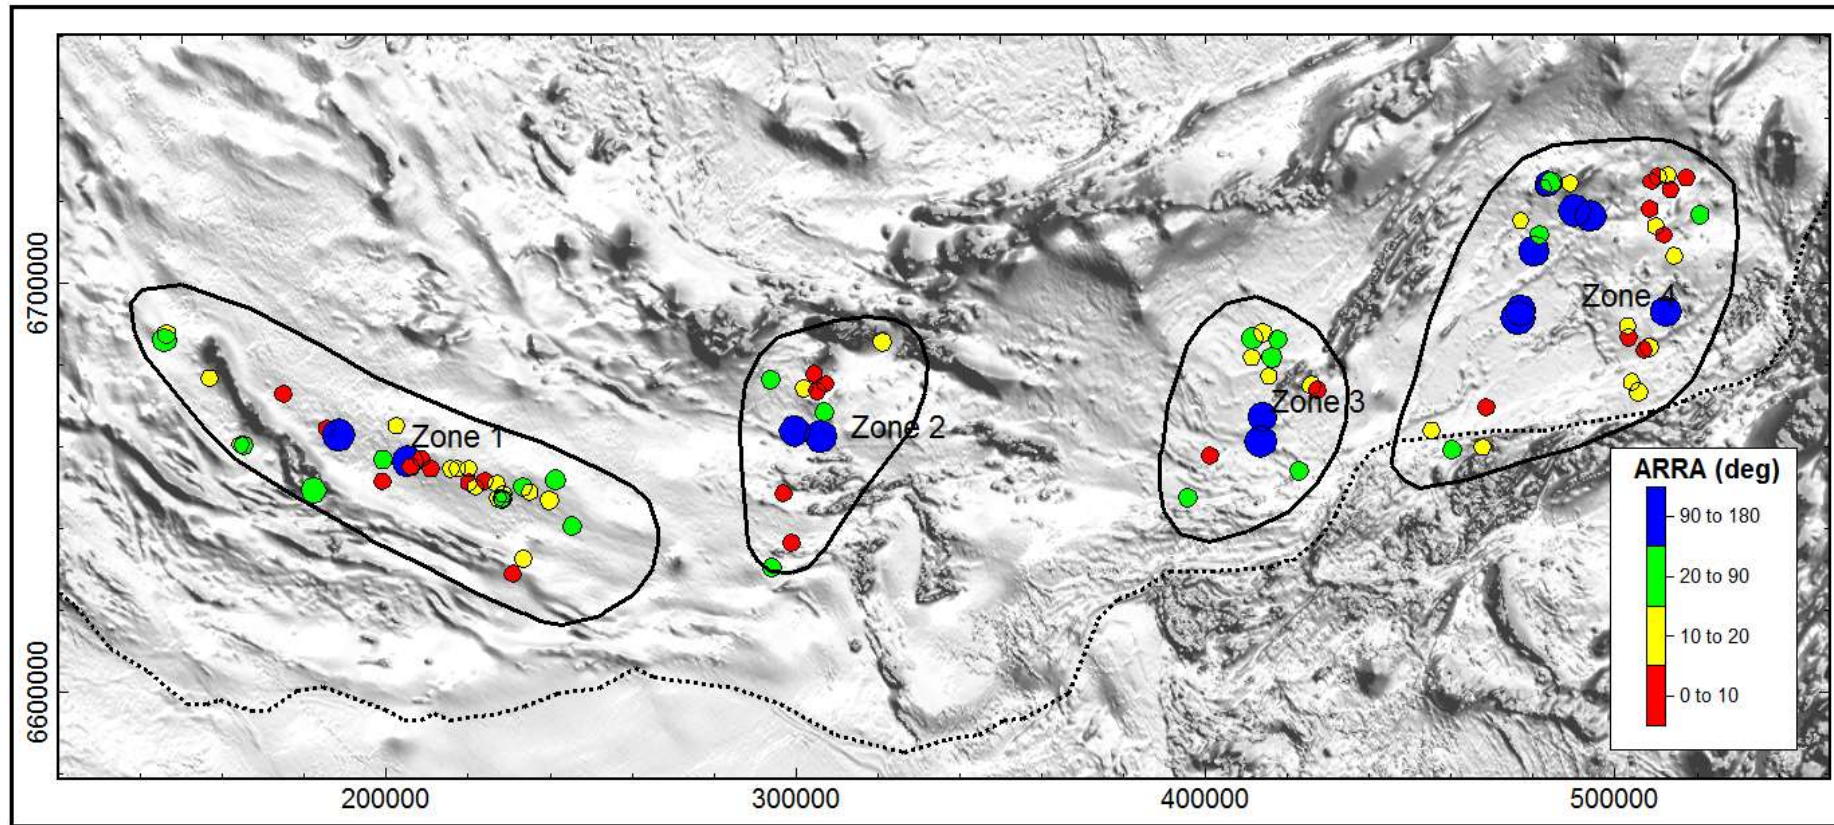 6700000
6600000
Zone 1
Zone 2
Zone 3
Zone 4
ARRA (deg)
90 to 180
20 to 90
10 to 20
0 to 10
200000
300000
400000
500000